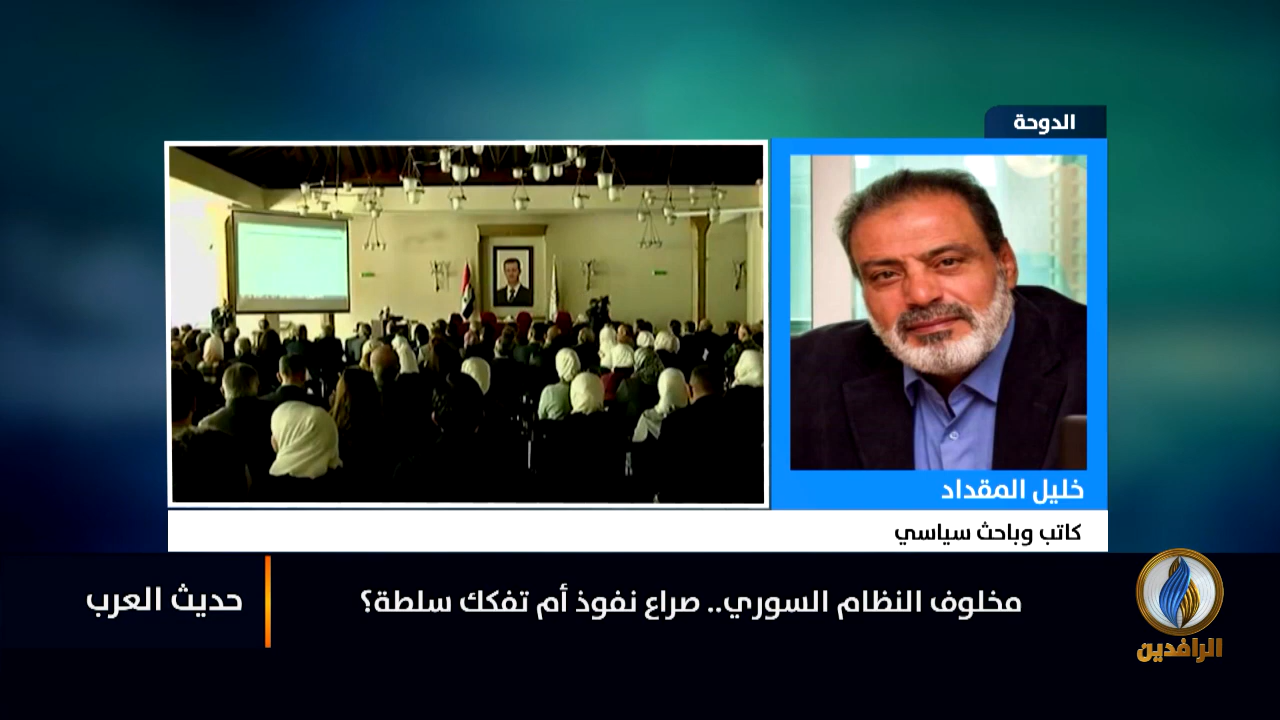 الدوحة
خليل المقداد
كاتب وباحث سياسي
مخلوف النظام السوري.. صراع نفوذ أم تفكك سلطة؟
حديث العرب
الرافدين